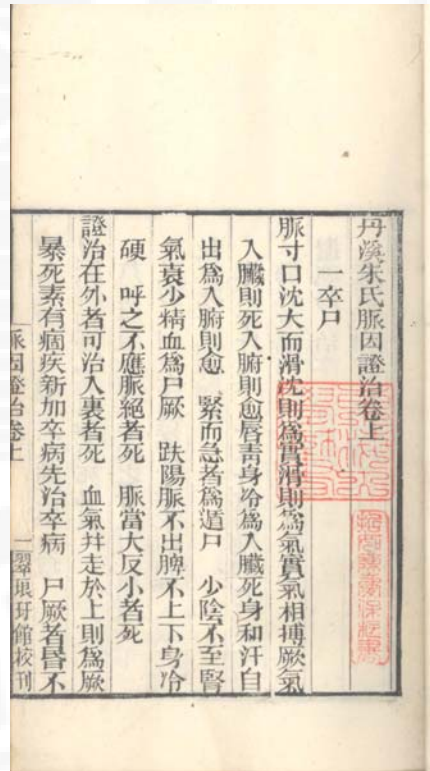 丹溪朱氏脈因證治卷上
一卒尸
脈寸口沈大而滑沈則爲實滑則爲氣實氣相搏厥氣
入臟則死入腑則愈唇靑身冷爲入臟死身和汗自
出爲入腑則愈　緊而急者爲遁尸　少陰不至腎
氣衰少精血爲尸厥　趺陽脈不出脾不上下身冷
硬　呼之不應脈絕者死　脈當大反小者死
證治在外者可治入裏者死　血氣幷走於上則爲厥
暴死素有痼疾新加卒病先治卒病　尸厥者昬不
脈因證治卷上　一　翠琅玕館校刊